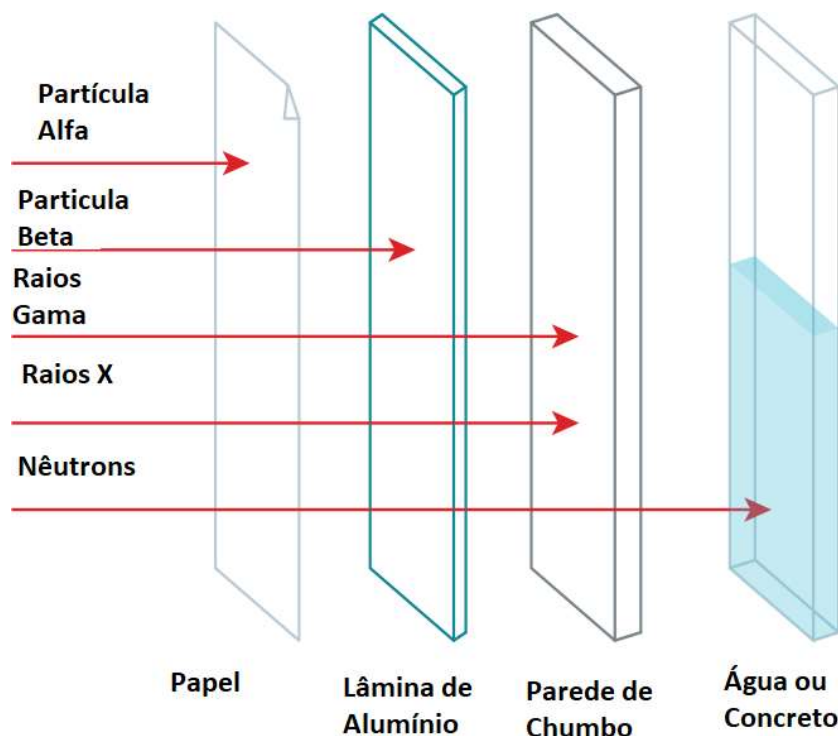 Partícula
Alfa
Particula
Beta
Raios
Gama
Raios X
Nêutrons
Papel
Lâmina de
Alumínio
Parede de
Chumbo
Água ou
Concreto